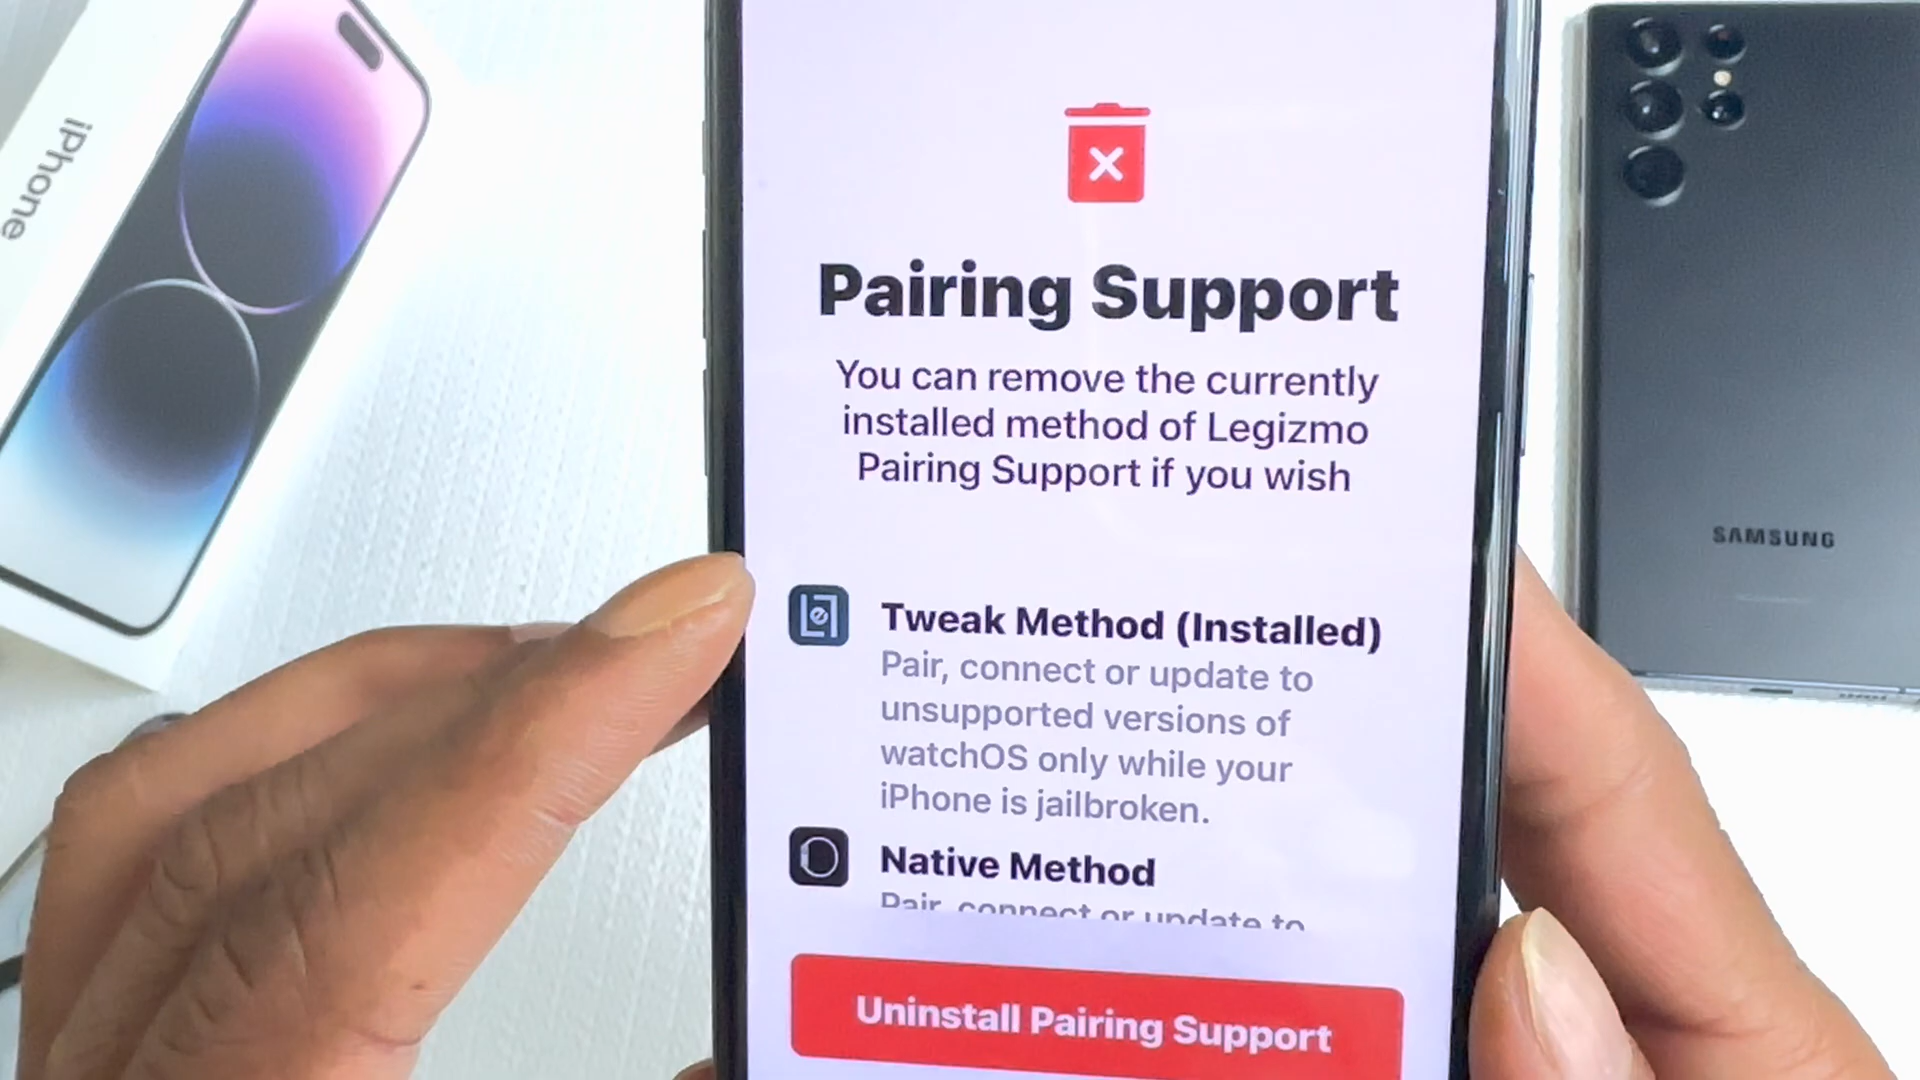 iPhone
Pairing Support
You can remove the currently
installed method of Legizmo
Pairing Support if you wish
Tweak Method (Installed)
Pair, connect or update to
unsupported versions of
watchOS only while your
iPhone is jailbroken.
Native Method
Pair, connect or update to
Uninstall Pairing Support
SAMSUNG